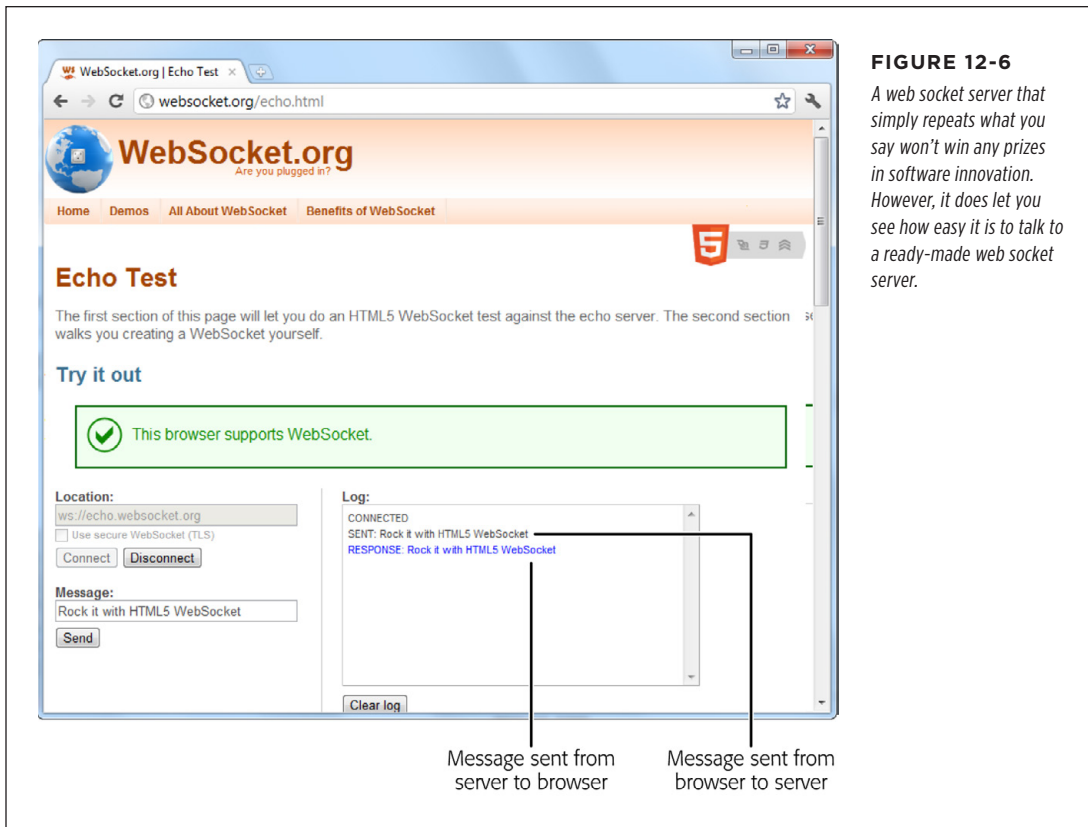 WebSocket.org | Echo Test
websocket.org/echo.html
WebSocket.org
Are you plugged in?
Home Demos All About WebSocket Benefits of WebSocket
Echo Test
The first section of this page will let you do an HTML5 WebSocket test against the echo server. The second section
walks you creating a WebSocket yourself.
Try it out
This browser supports WebSocket.
Location:
ws://echo.websocket.org
Use secure WebSocket (TLS)
Connect Disconnect
Message:
Rock it with HTML5 WebSocket
Send
Log:
CONNECTED
SENT: Rock it with HTML5 WebSocket
RESPONSE: Rock it with HTML5 WebSocket
Clear log
Message sent from
server to browser
Message sent from
browser to server
FIGURE 12-6
A web socket server that
simply repeats what you
say won’t win any prizes
in software innovation.
However, it does let you
see how easy it is to talk to
a ready-made web socket
server.